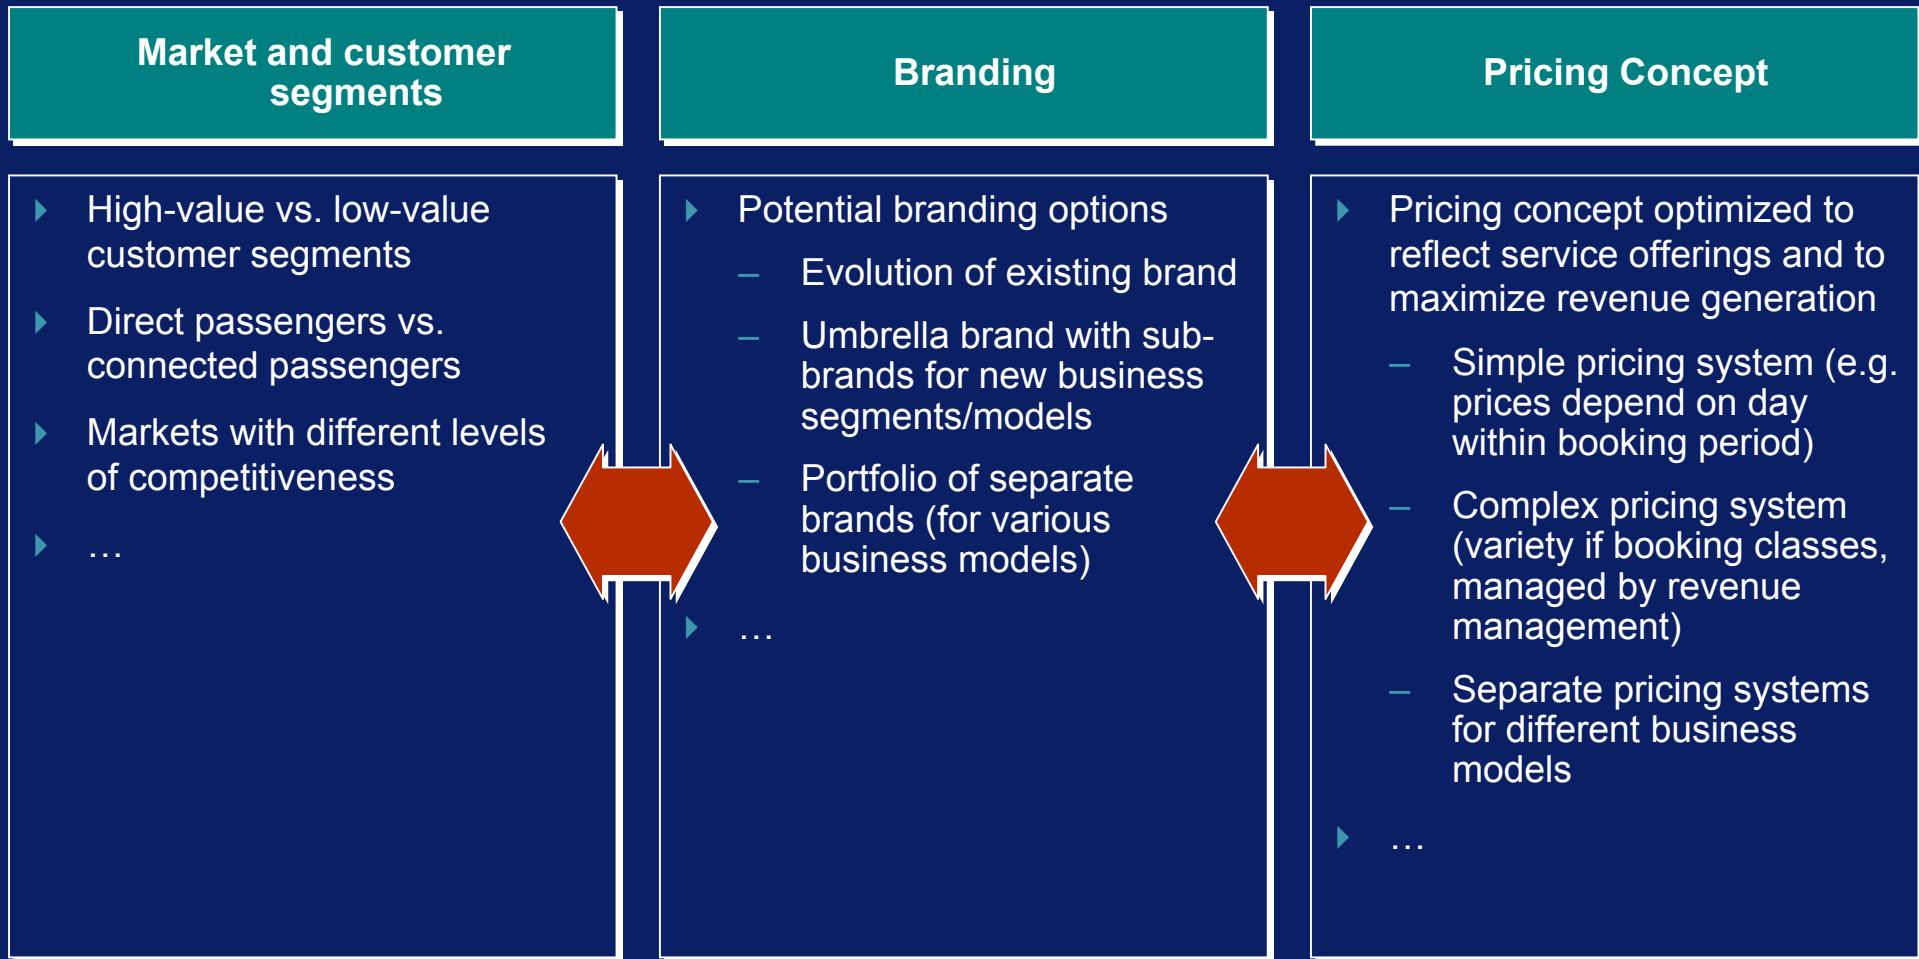 Market and customer
segments
High-value vs. low-value
customer segments
Direct passengers vs.
connected passengers
Markets with different levels
of competitiveness
…
Branding
Potential branding options
– Evolution of existing brand
– Umbrella brand with sub-
brands for new business
segments/models
– Portfolio of separate
brands (for various
business models)
…
Pricing Concept
Pricing concept optimized to
reflect service offerings and to
maximize revenue generation
– Simple pricing system (e.g.
prices depend on day
within booking period)
– Complex pricing system
(variety if booking classes,
managed by revenue
management)
– Separate pricing systems
for different business
models
…